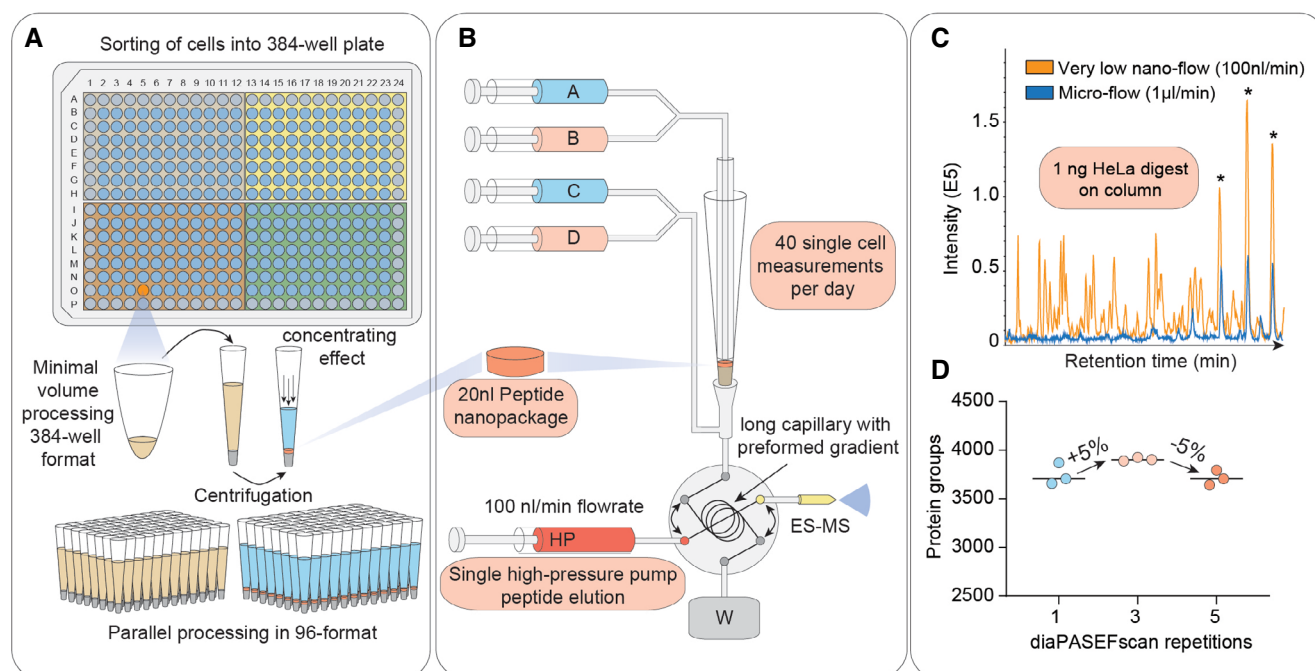 A
Sorting of cells into 384-well plate
1 2 3 4 5 6 7 8 9 10 11 12 13 14 15 16 17 18 19 20 21 22 23 24
A
B
C
D
E
F
G
H
I
J
K
L
M
N
O
P
Minimal
volume
processing
384-well
format
concentrating
effect
Centrifugation
Parallel processing in 96-format
B
A
B
C
D
40 single cell
measurements
per day
20nl Peptide
nanopackage
long capillary with
preformed gradient
100 nl/min flowrate
HP
ES-MS
Single high-pressure pump
peptide elution
W
C
Very low nano-flow (100nl/min)
Micro-flow (1µl/min)
1 ng HeLa digest
on column
* * *
Intensity (E5)
1.5
1.0
0.5
0
Retention time (min)
D
Protein groups
4500
4000
3500
3000
2500
+5%
-5%
1 3 5
diaPASEFscan repetitions